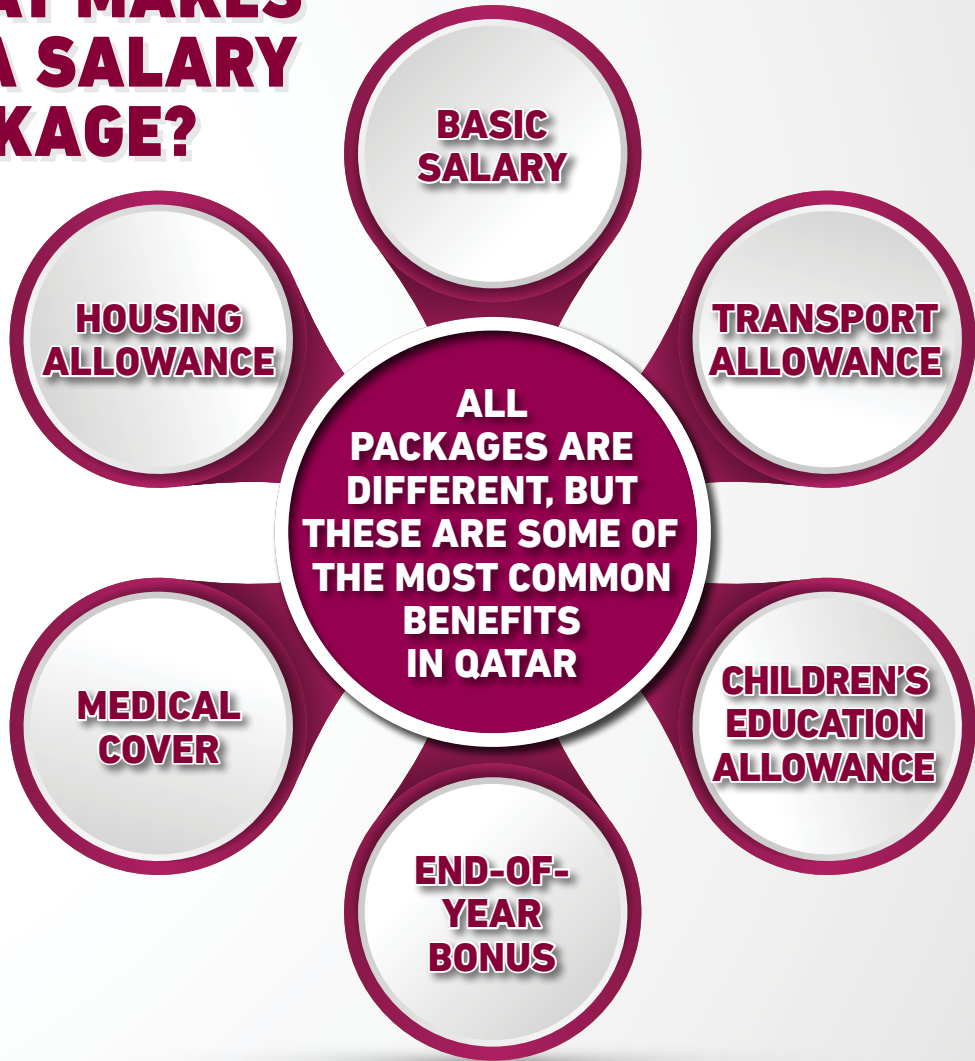 MAKES
A SALARY
KAGE?
BASIC
SALARY
HOUSING
ALLOWANCE
TRANSPORT
ALLOWANCE
ALL
PACKAGES ARE
DIFFERENT, BUT
THESE ARE SOME OF
THE MOST COMMON
BENEFITS
IN QATAR
MEDICAL
COVER
CHILDREN'S
EDUCATION
ALLOWANCE
END-OF-
YEAR
BONUS